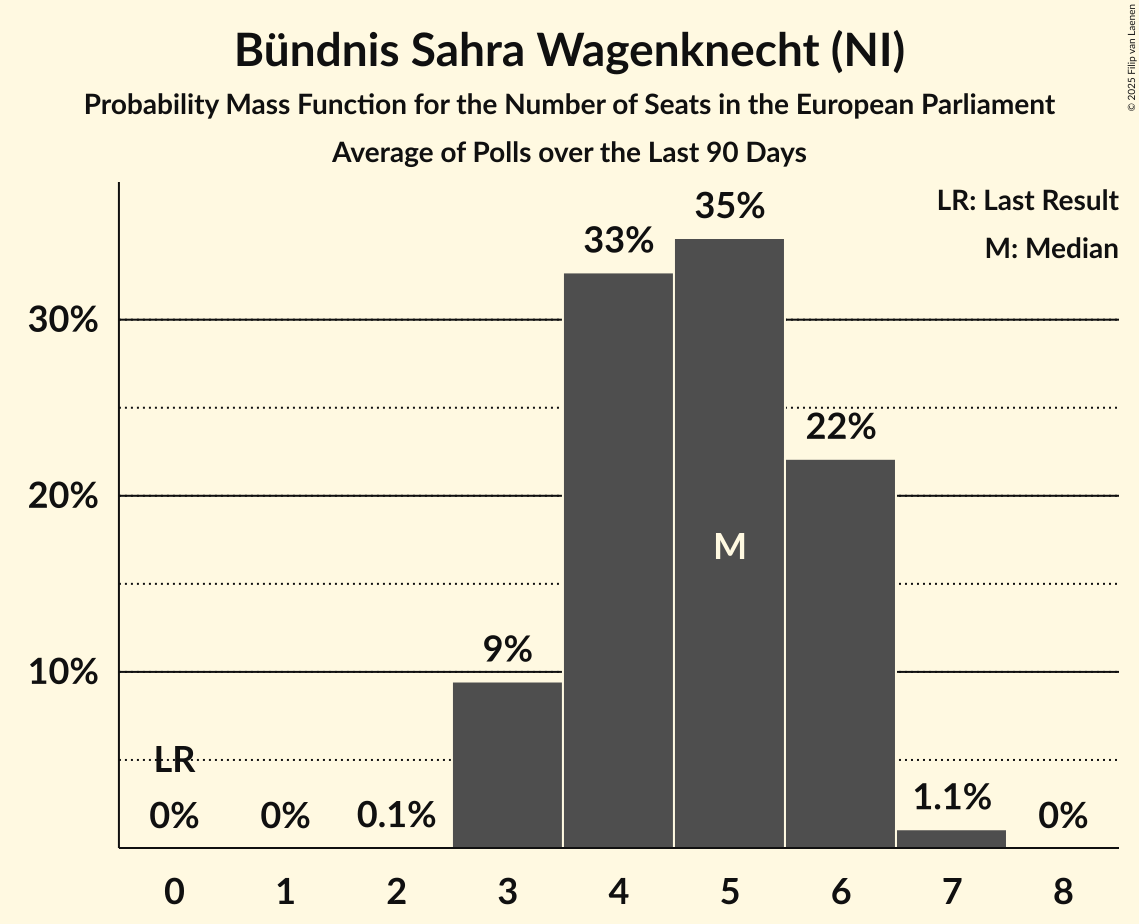 Bündnis Sahra Wagenknecht (NI)
Probability Mass Function for the Number of Seats in the European Parliament
Average of Polls over the Last 90 Days
© 2025 Filip van Laenen
LR: Last Result
M: Median
35%
33%
30%
22%
20%
M
9%
10%
LR
0%
0%
0.1%
1.1%
0%
0 1 2 3 4 5 6 7 8